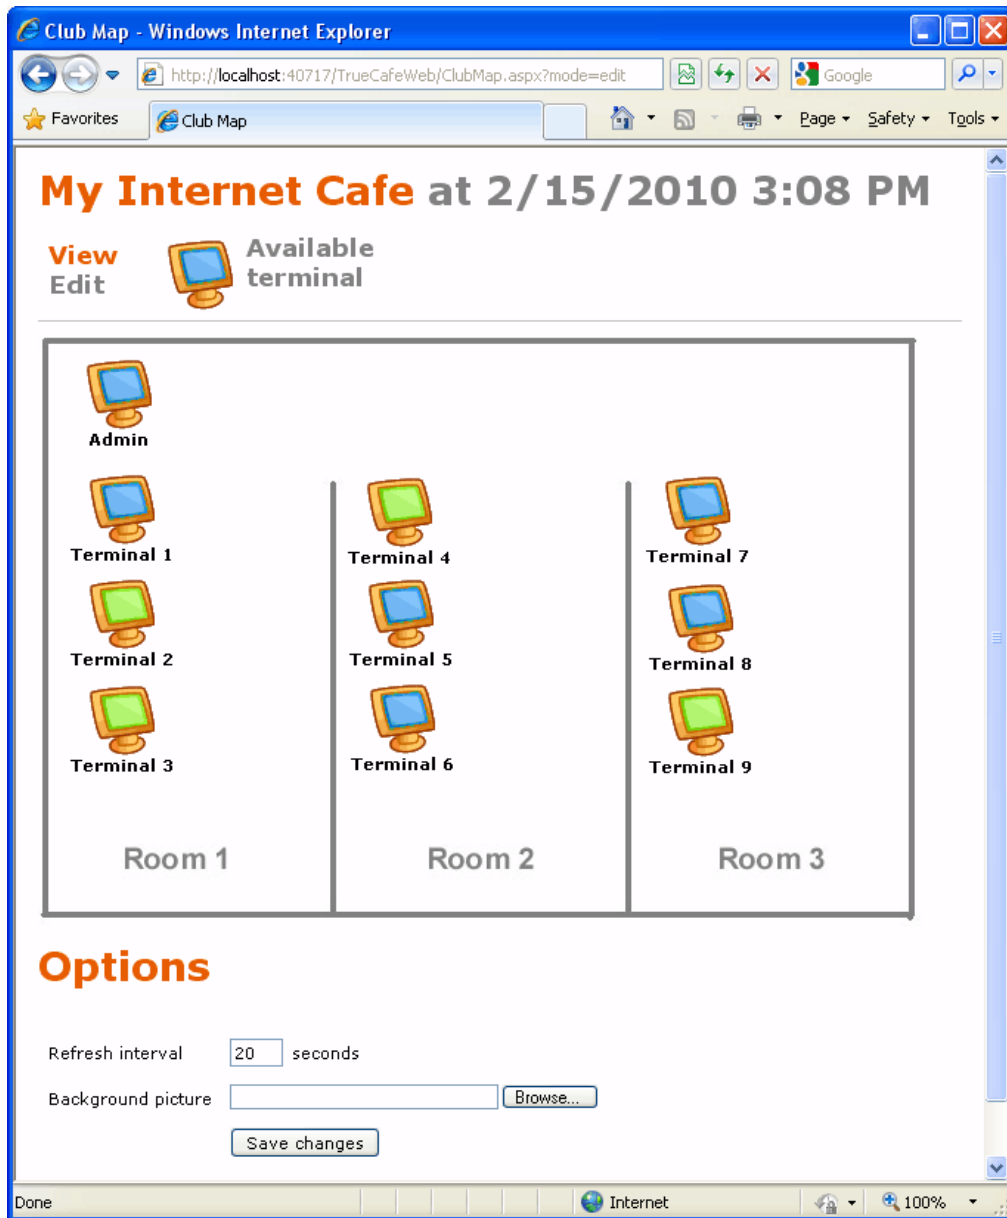 Club Map - Windows Internet Explorer
http://localhost:40717/TrueCafeWeb/ClubMap.aspx?mode=edit
Google
Favorites
Club Map
Page
Safety
Tools
My Internet Cafe at 2/15/2010 3:08 PM
View
Edit
Available
terminal
Admin
Terminal 1
Terminal 4
Terminal 7
Terminal 2
Terminal 5
Terminal 8
Terminal 3
Terminal 6
Terminal 9
Room 1
Room 2
Room 3
Options
Refresh interval
20
seconds
Background picture
Browse...
Save changes
Done
Internet
100%